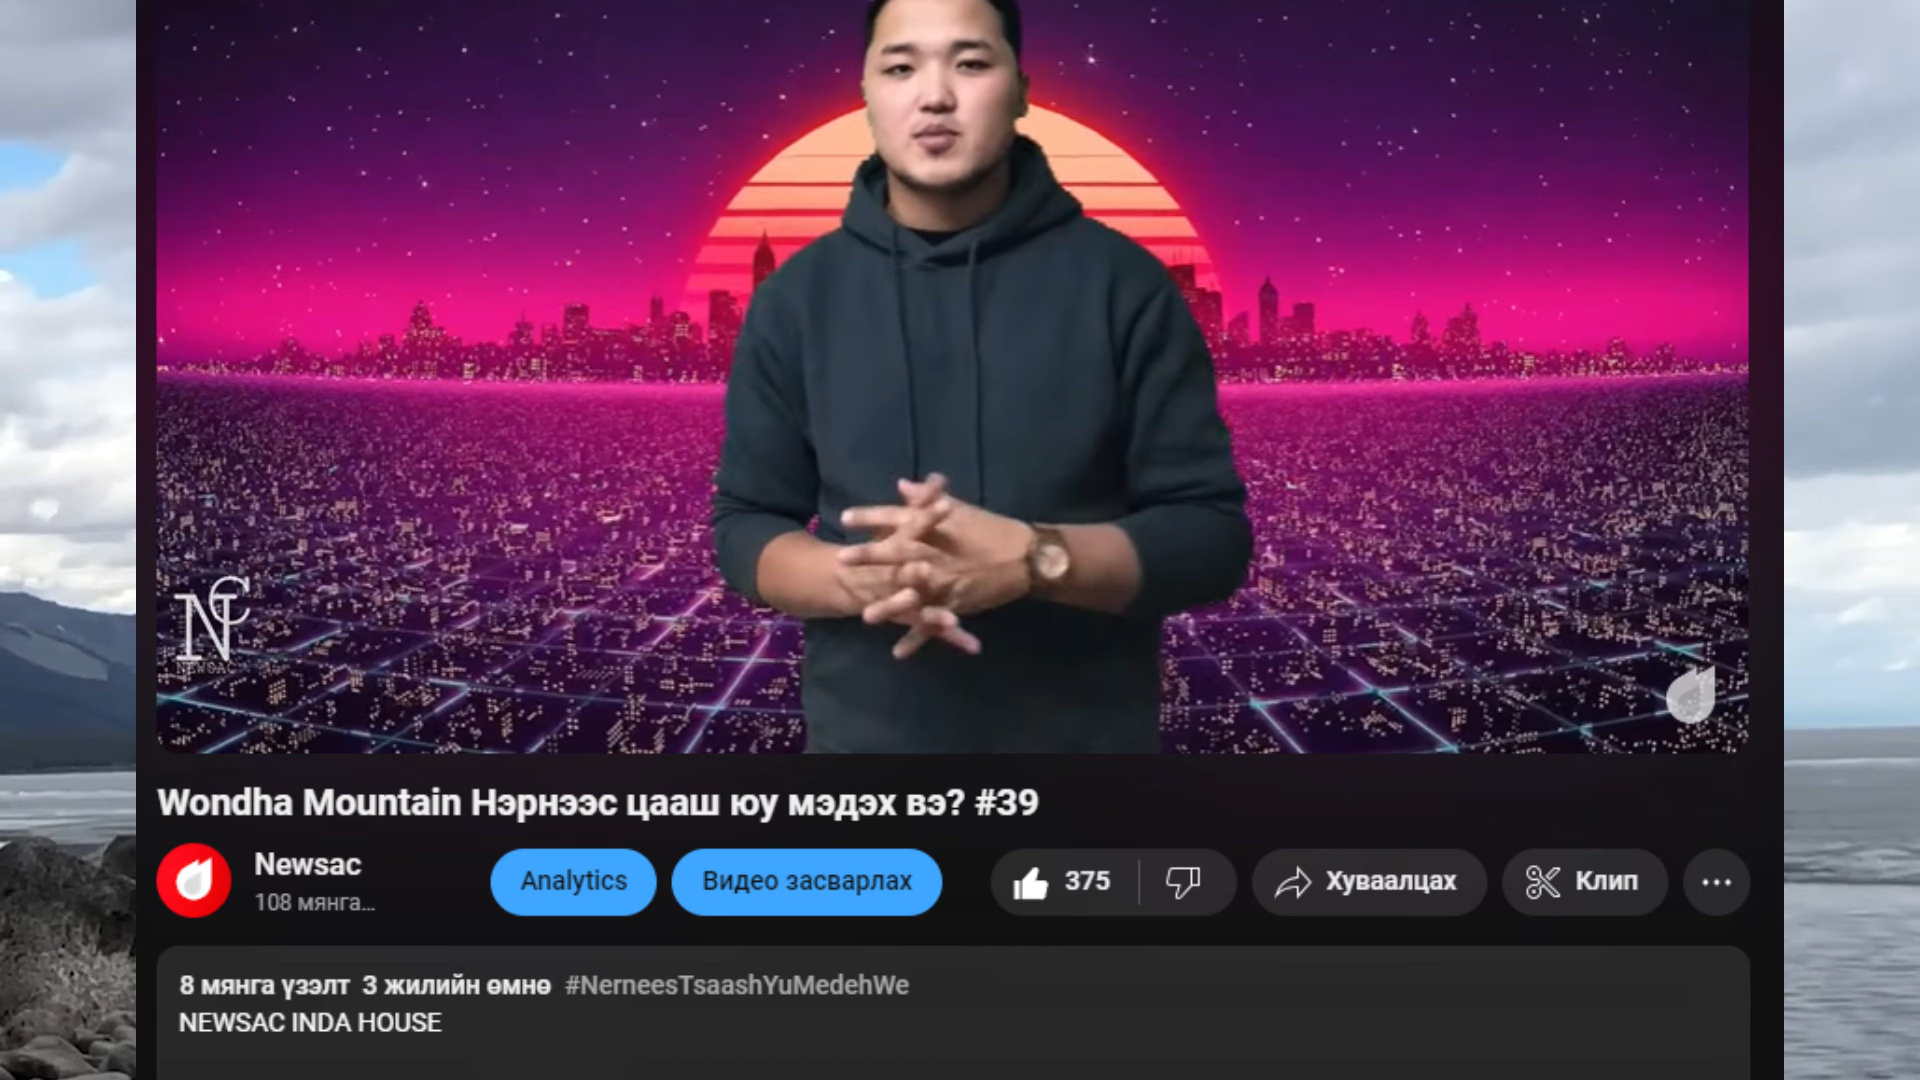 NC
NEWSAC
Wondha Mountain Нэрнээс цааш юу мэдэх вэ? #39
Newsac
108 мянга...
Analytics
Видео засварлах
375
Хуваалцах
Клип
8 мянга үзэлт 3 жилийн өмнө #NerneesTsaashYuMedehWe
NEWSAC INDA HOUSE